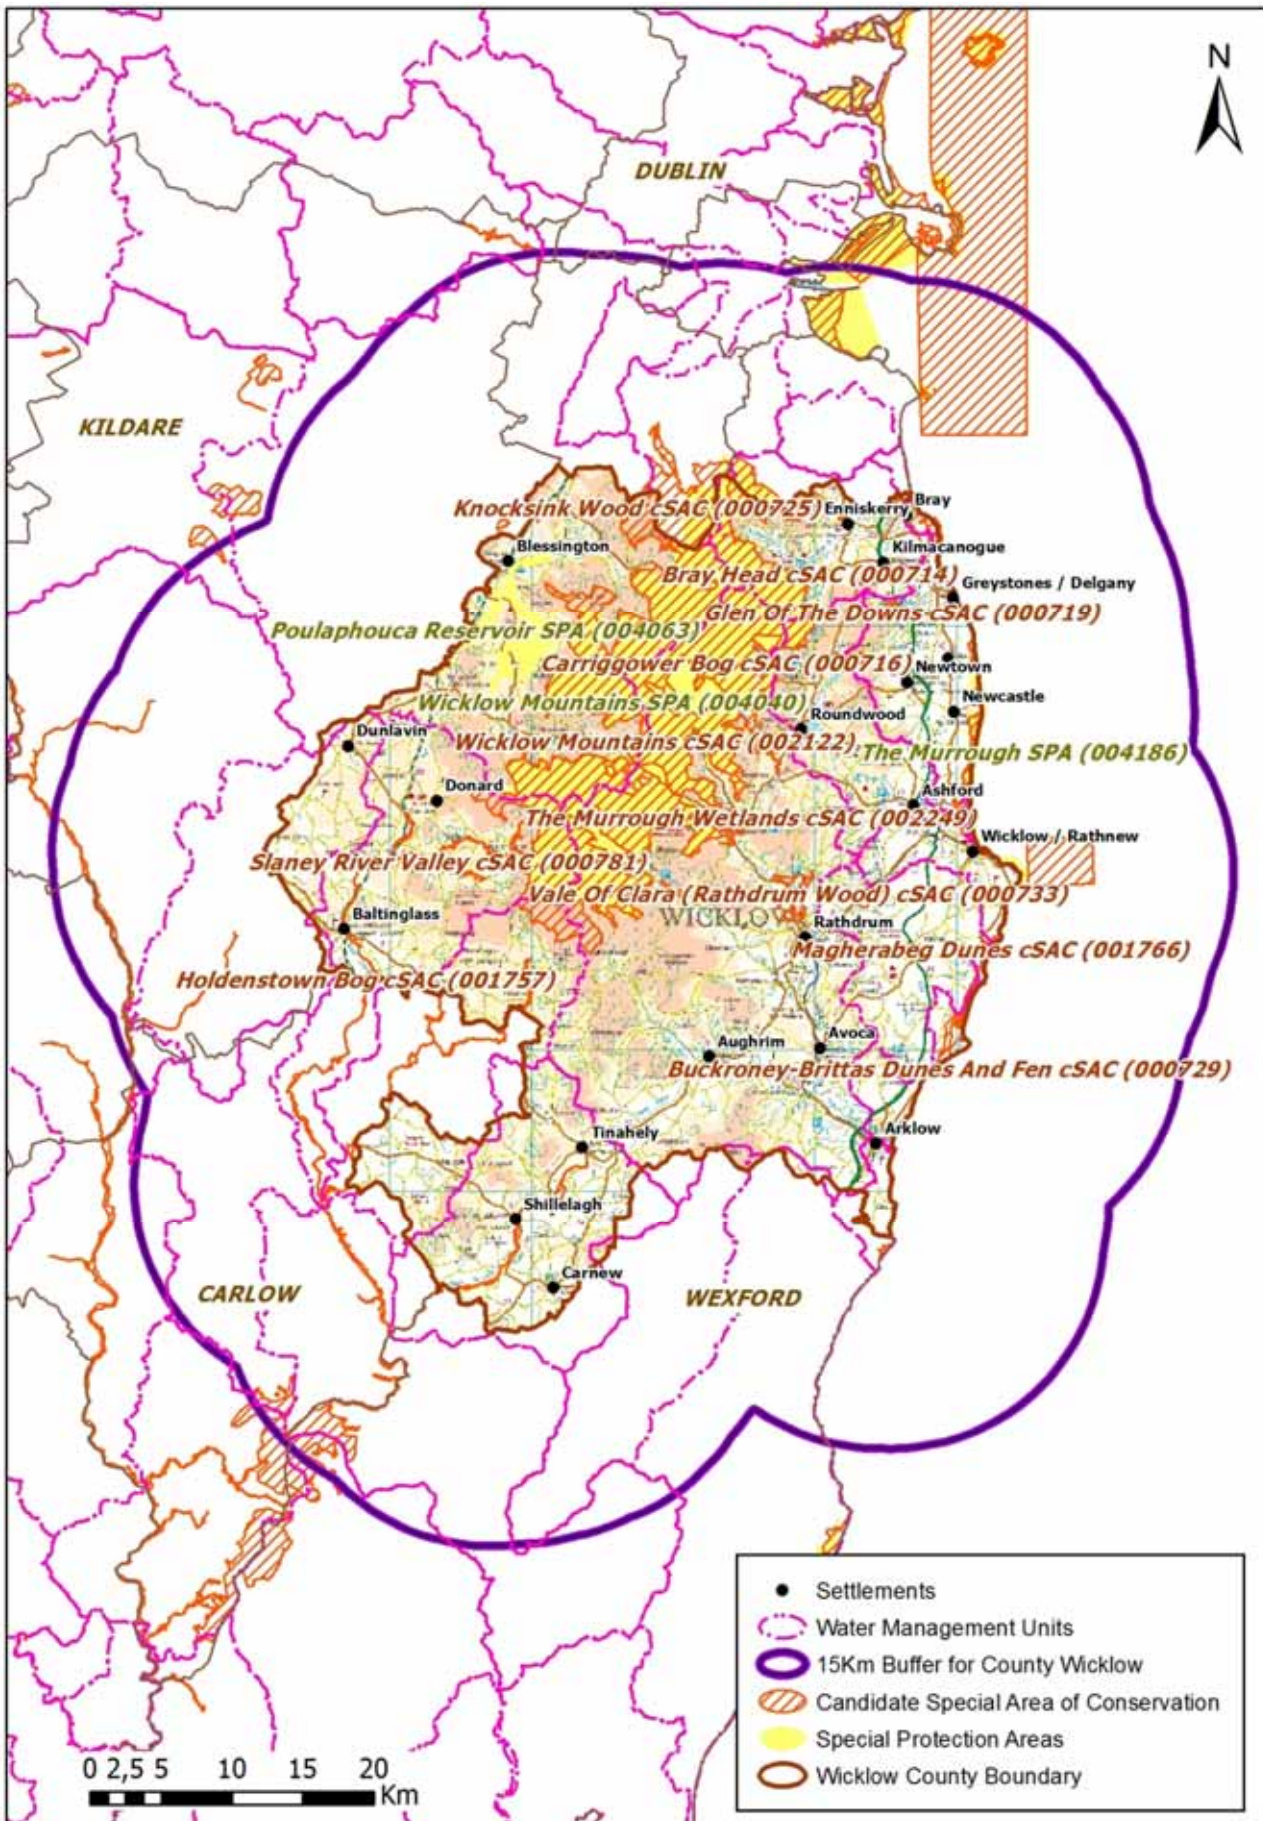 N
DUBLIN
KILDARE
Bray
Knocksink Wood cSAC (000725)
Enniskerry
Blessington
Kilmacanogue
Bray Head cSAC (000714)
Greystones / Delgany
Glen Of The Downs cSAC (000719)
Poulaphouca Reservoir SPA (004063)
Carriggower Bog cSAC (000716)
Newtown
Newcastle
Wicklow Mountains SPA (004040)
Roundwood
Dunlavin
Wicklow Mountains cSAC (002122)
The Murrough SPA (004186)
Donard
Ashford
The Murrough Wetlands cSAC (002249)
Wicklow / Rathnew
Slaney River Valley cSAC (000781)
Vale Of Clara (Rathdrum Wood) cSAC (000733)
WICKLOW
Baltinglass
Rathdrum
Magherabeg Dunes cSAC (001766)
Holdenstown Bog cSAC (001757)
Aughrim
Avoca
Buckroney-Brittas Dunes And Fen cSAC (000729)
Tinahely
Arklow
Shillelagh
Carnew
CARLOW
WEXFORD
Settlements
Water Management Units
15Km Buffer for County Wicklow
Candidate Special Area of Conservation
Special Protection Areas
Wicklow County Boundary
0 2,5 5 10 15 20
Km